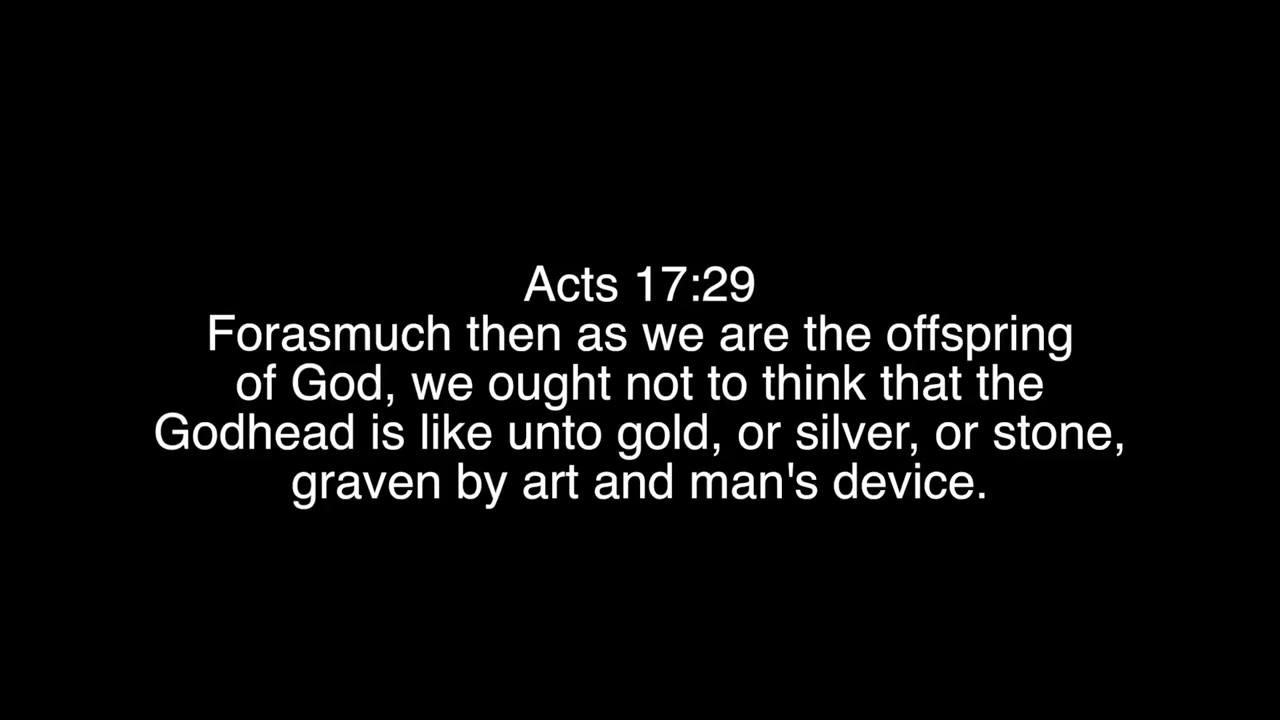 Acts 17:29
Forasmuch then as we are the offspring
of God, we ought not to think that the
Godhead is like unto gold, or silver, or stone,
graven by art and man's device.